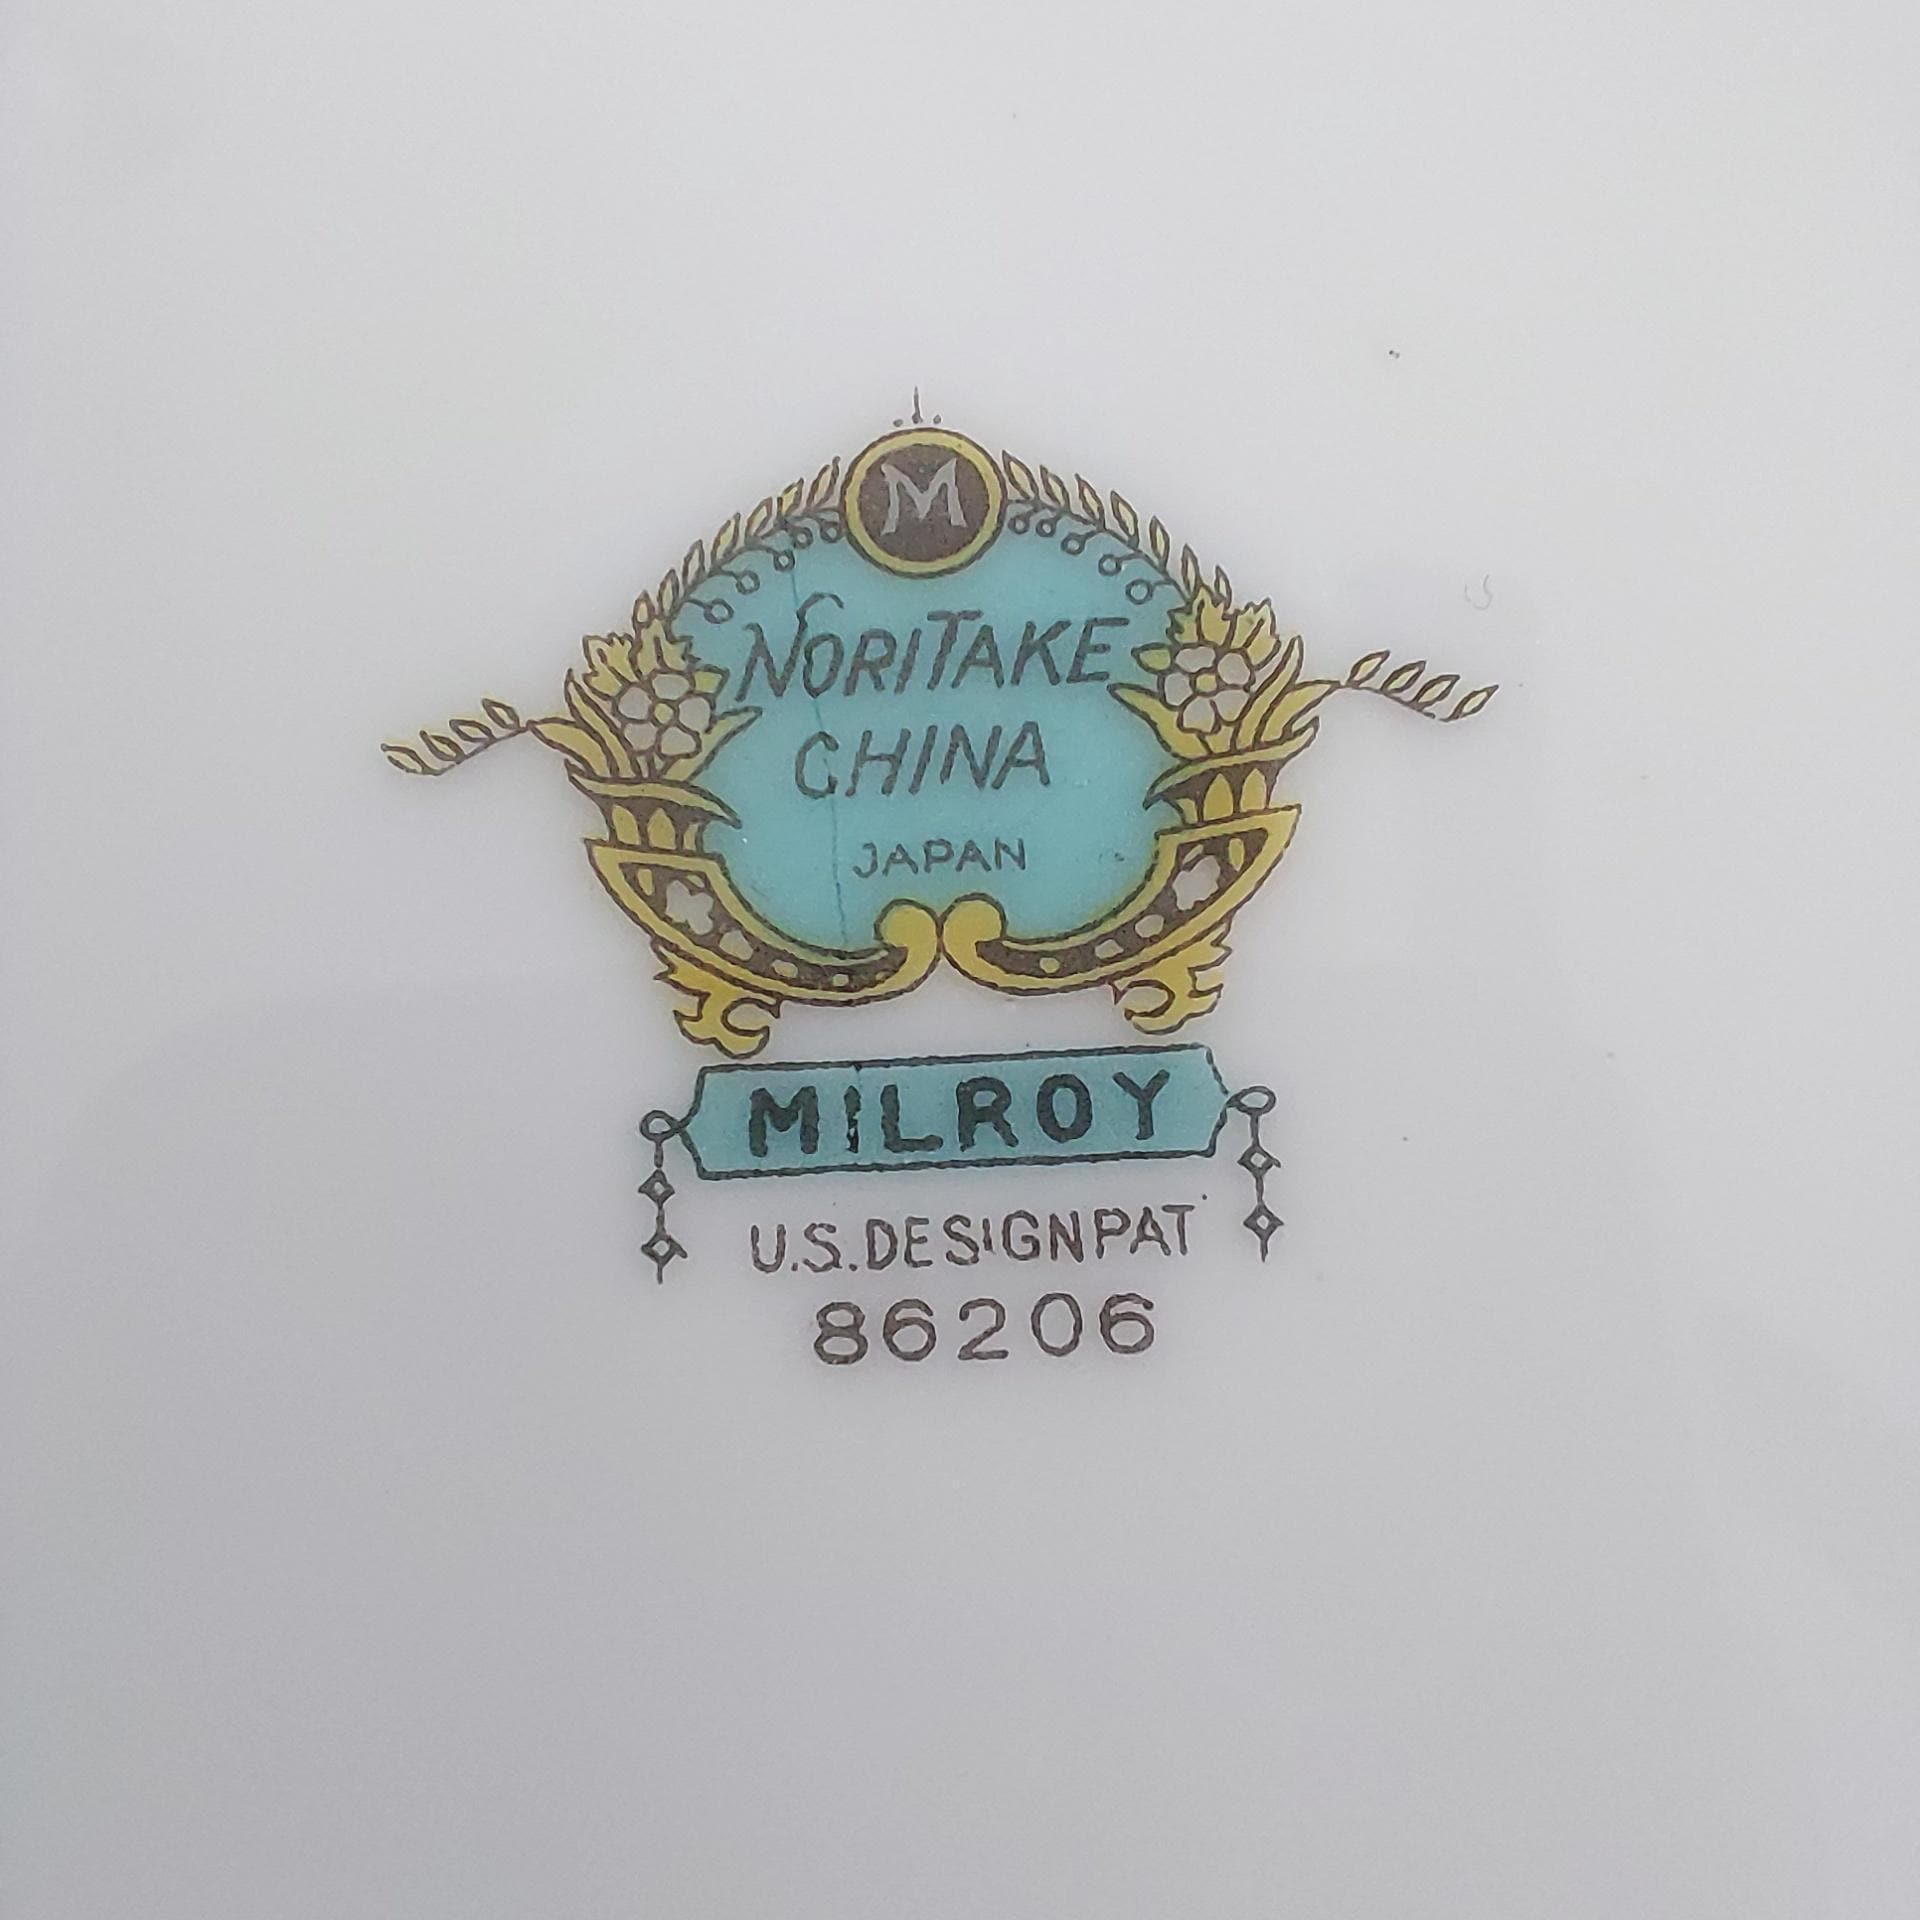 M
NORITAKE
CHINA
JAPAN
MILROY
U.S.DESIGNPAT
86206